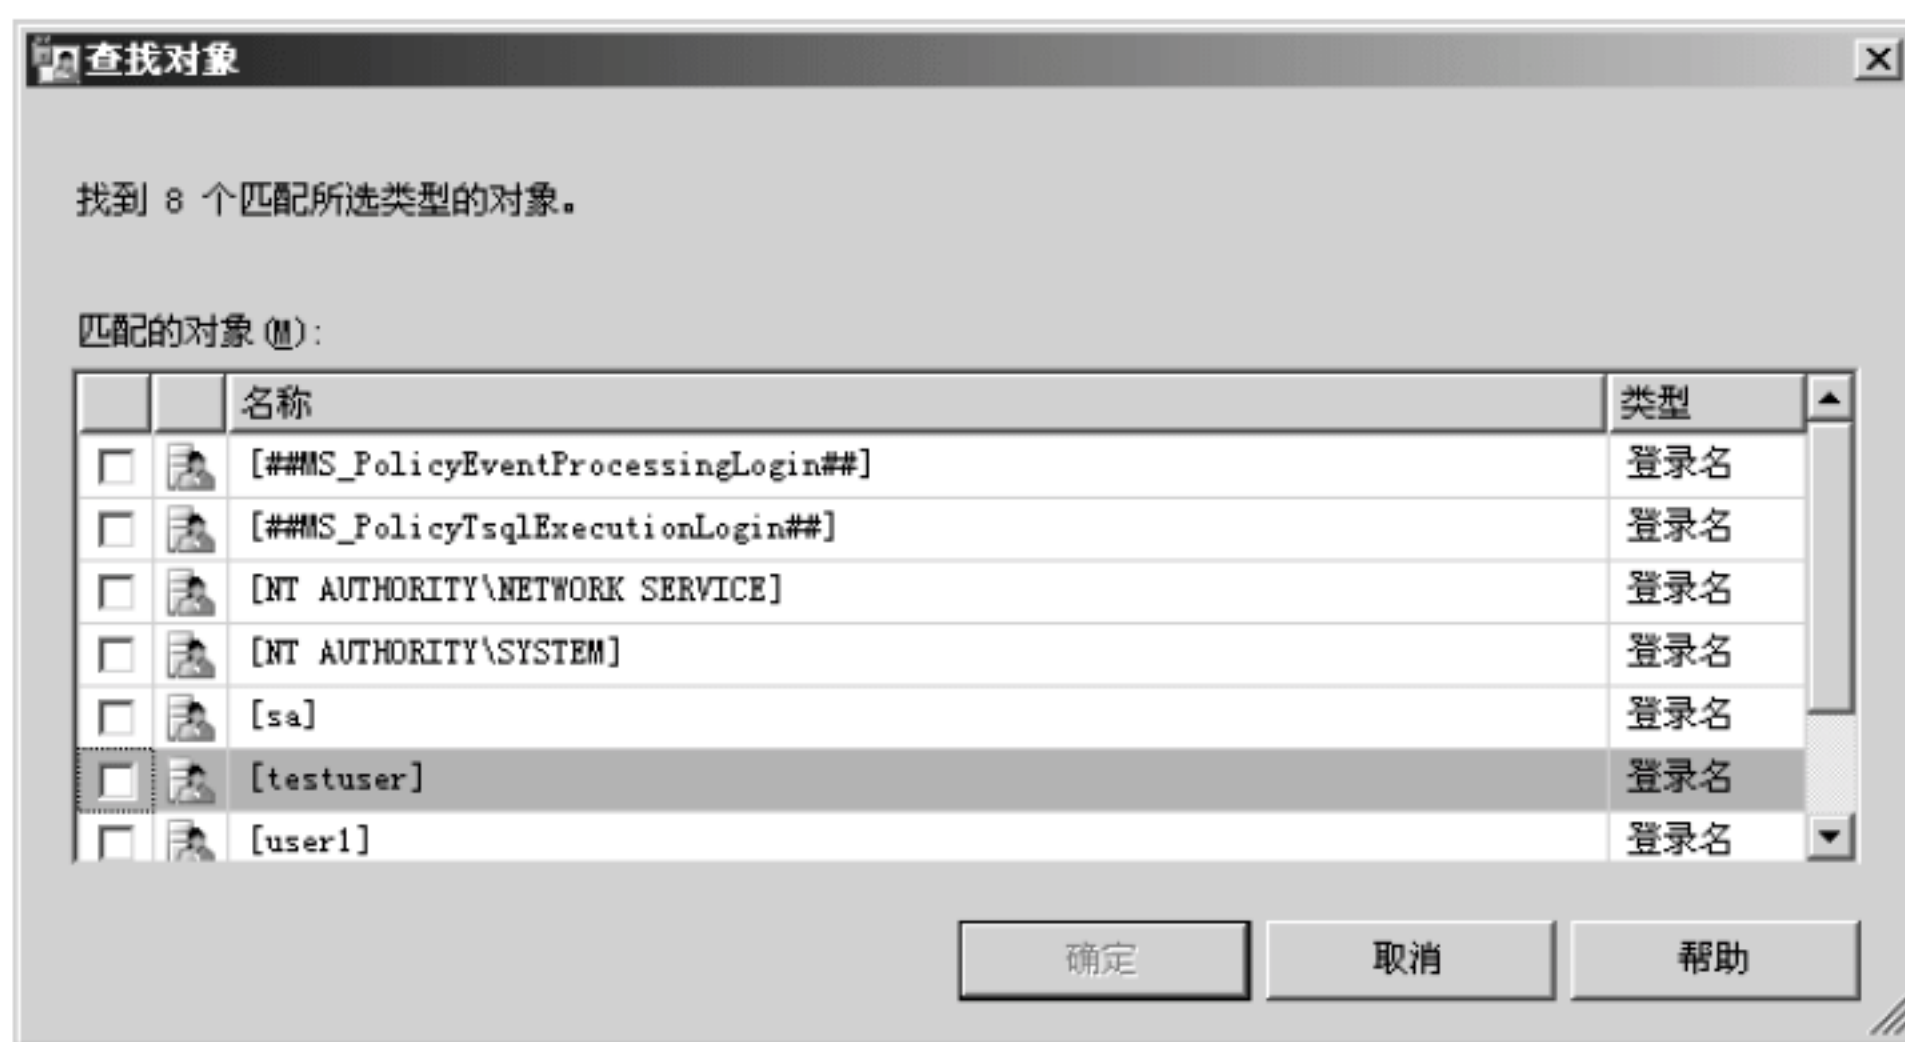 查找对象
找到 8 个匹配所选类型的对象。
匹配的对象(M):
名称 类型
[##MS_PolicyEventProcessingLogin##] 登录名
[##MS_PolicyTsqlExecutionLogin##] 登录名
[NT AUTHORITY\NETWORK SERVICE] 登录名
[NT AUTHORITY\SYSTEM] 登录名
[sa] 登录名
[testuser] 登录名
[user1] 登录名
确定 取消 帮助